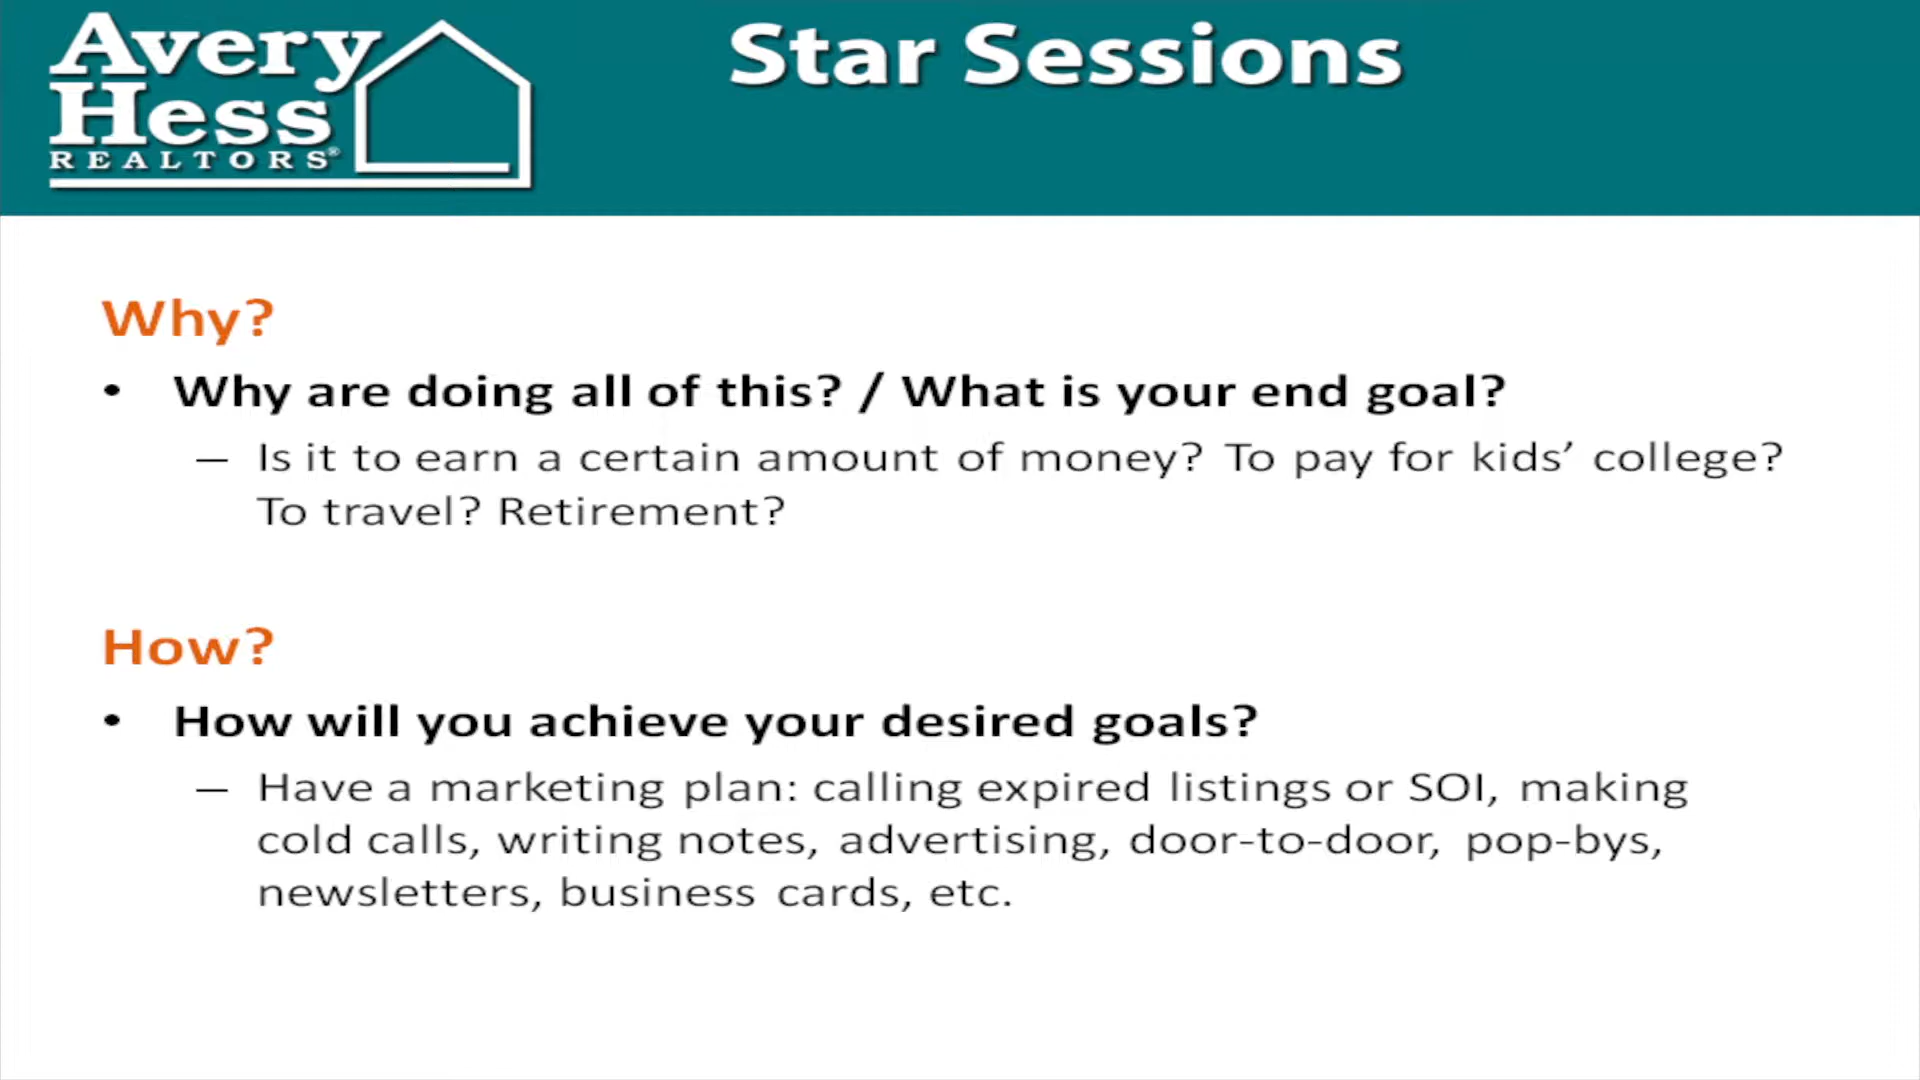 Avery
Hess
REALTORS®
Star Sessions
Why?
• Why are doing all of this? / What is your end goal?
– Is it to earn a certain amount of money? To pay for kids’ college?
To travel? Retirement?
How?
• How will you achieve your desired goals?
– Have a marketing plan: calling expired listings or SOI, making
cold calls, writing notes, advertising, door-to-door, pop-bys,
newsletters, business cards, etc.